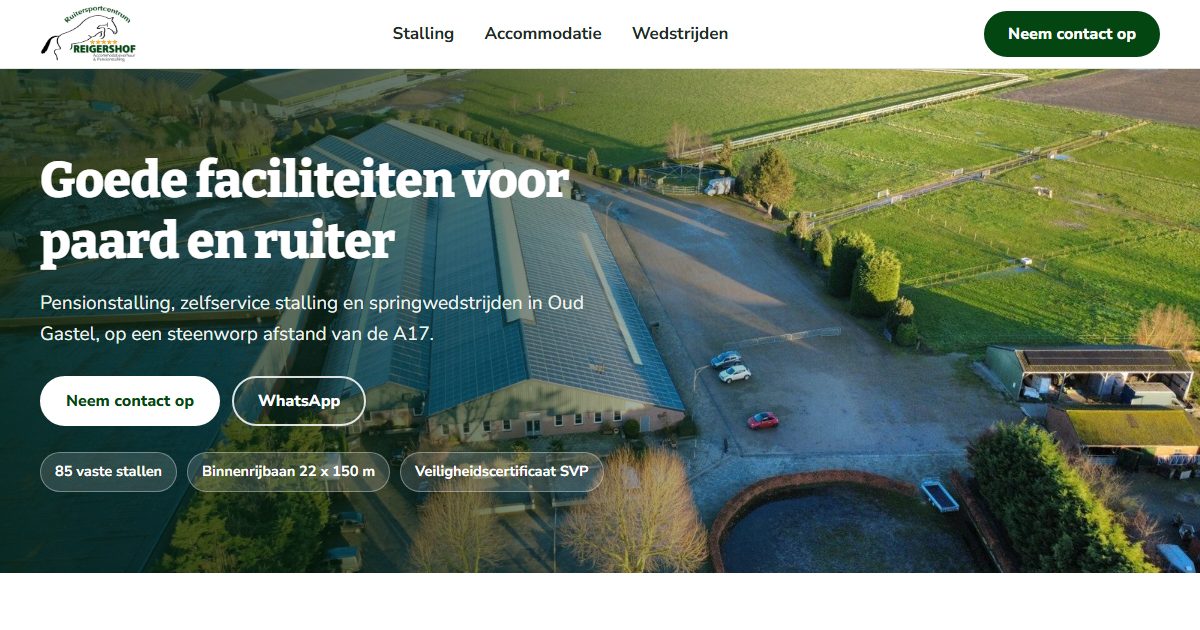 Ruitersportcentrum
REIGERSHOF
Accommodatieverhuur
& Pensionstalling
Stalling
Accommodatie
Wedstrijden
Neem contact op
Goede faciliteiten voor
paard en ruiter
Pensionstalling, zelfservice stalling en springwedstrijden in Oud
Gastel, op een steenworp afstand van de A17.
Neem contact op
WhatsApp
85 vaste stallen
Binnenrijbaan 22 x 150 m
Veiligheidscertificaat SVP